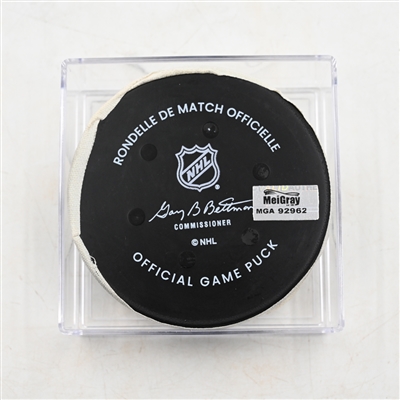 RONDELLE DE MATCH OFFICIELLE
NHL
Gary B Bettman
COMMISSIONER
© NHL
OFFICIAL GAME PUCK
MeiGray
MGA 92962